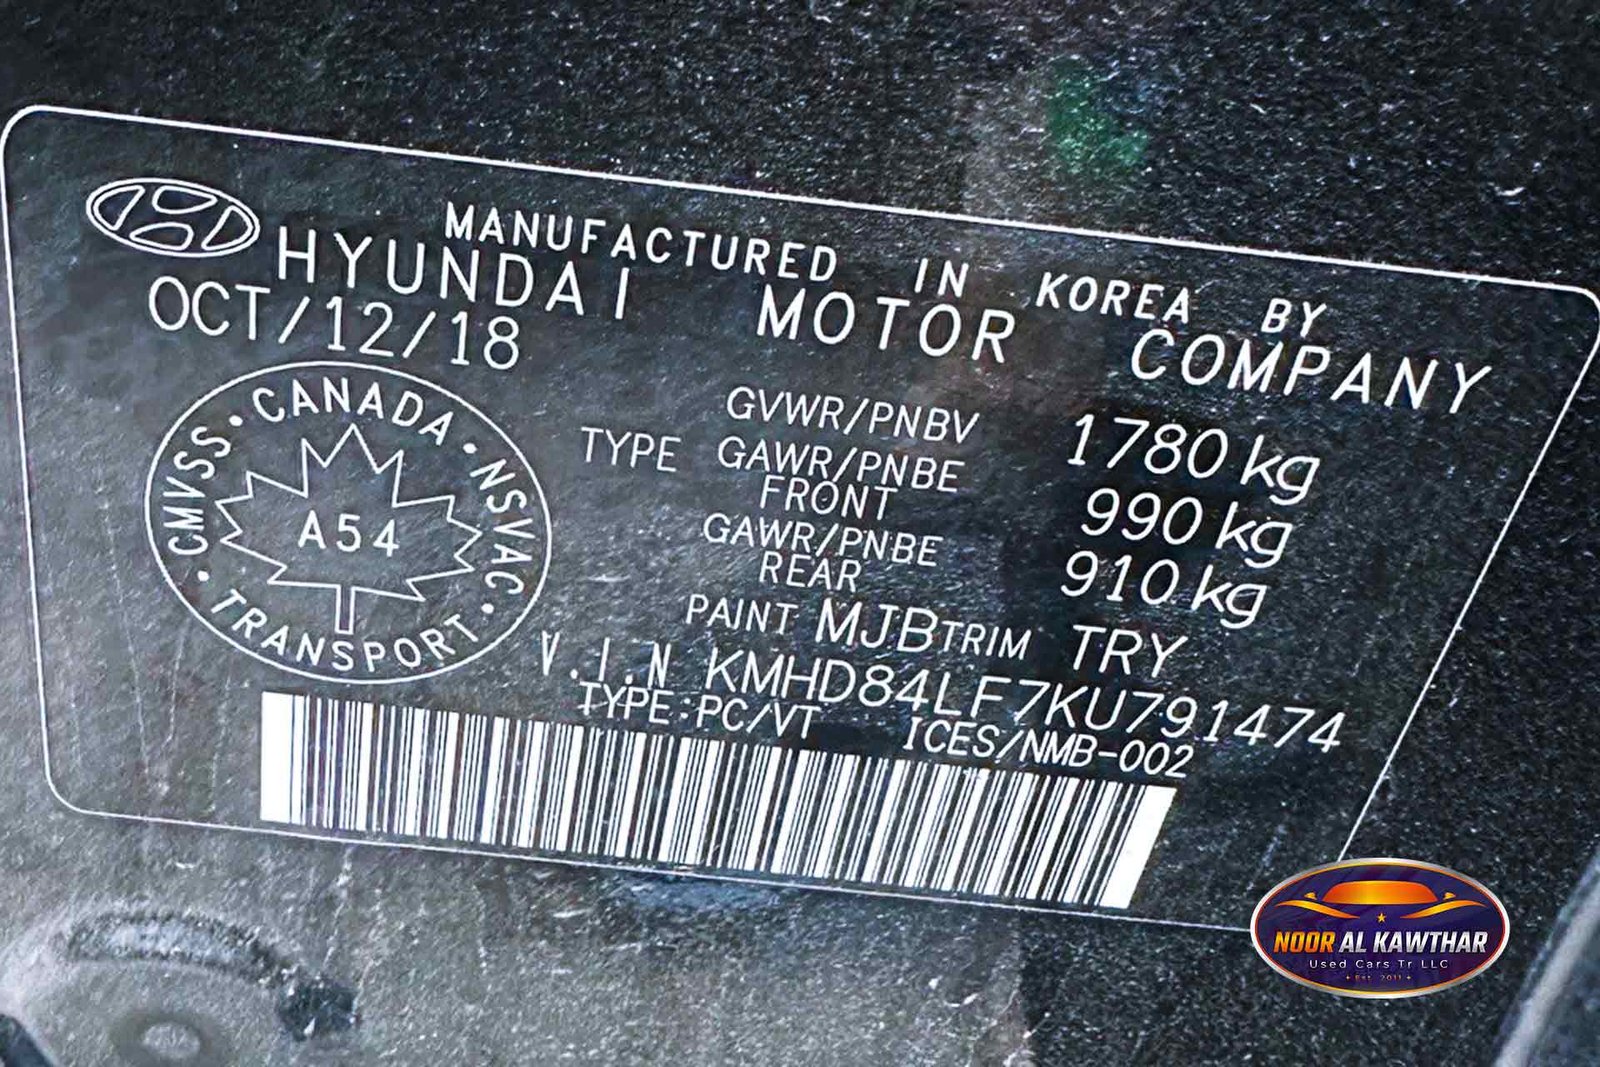 MANUFACTURED IN KOREA BY
HYUNDAI MOTOR COMPANY
OCT/12/18
CMVSS · CANADA · NSVAC · TRANSPORT ·
A54
TYPE
GVWR/PNBV 1780 kg
GAWR/PNBE FRONT 990 kg
GAWR/PNBE REAR 910 kg
PAINT MJB TRIM TRY
V.I.N KMHD84LF7KU791474
TYPE:PC/VT ICES/NMB-002
NOOR AL KAWTHAR
Used Cars Tr LLC
Est. 2011